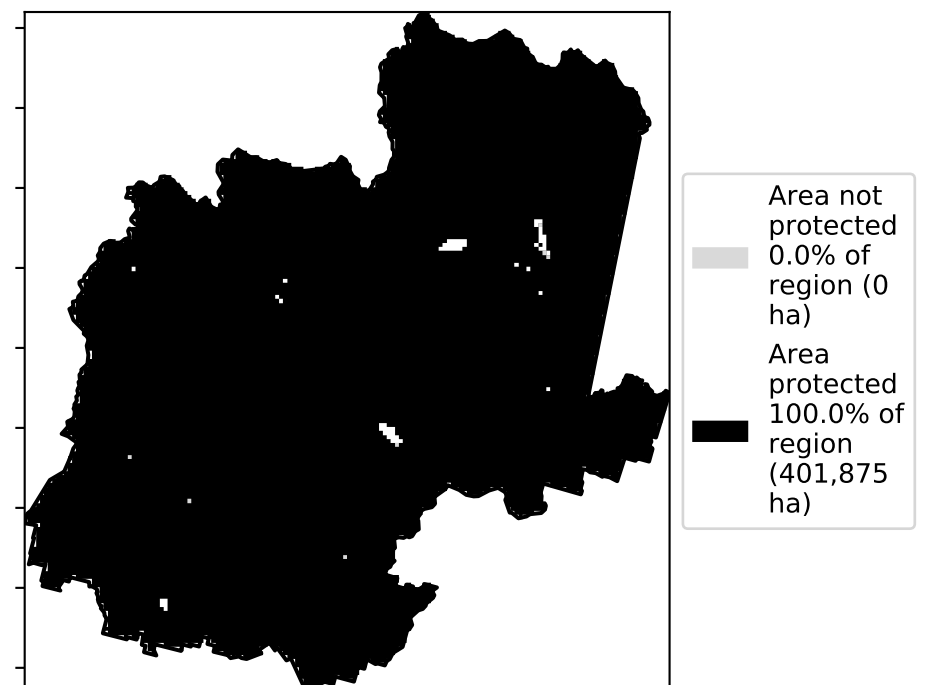 Area not
protected
0.0% of
region (0
ha)
Area
protected
100.0% of
region
(401,875
ha)